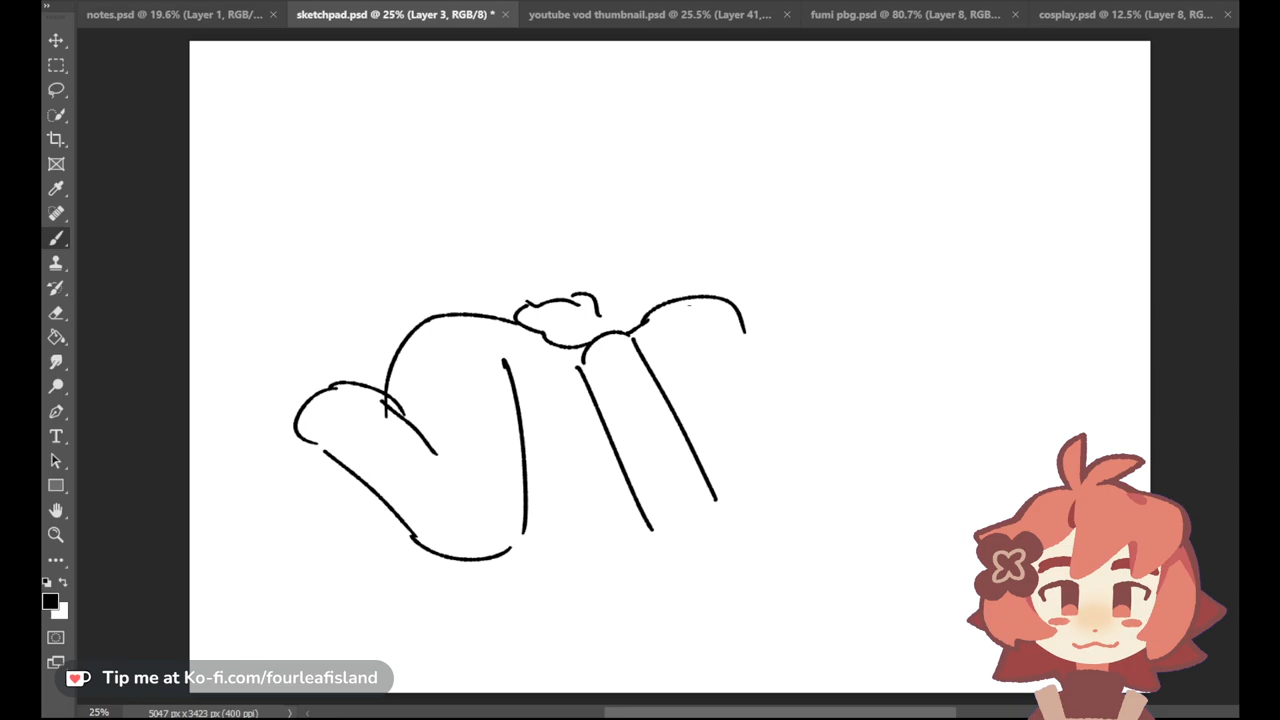 notes.psd @ 19.6% (Layer 1, RGB/... ×
sketchpad.psd @ 25% (Layer 3, RGB/8) * ×
youtube vod thumbnail.psd @ 25.5% (Layer 41,... ×
fumi pbg.psd @ 80.7% (Layer 8, RGB... ×
cosplay.psd @ 12.5% (Layer 8, RG... ×
Tip me at Ko-fi.com/fourleafisland
25%
5047 px x 3423 px (400 ppi)